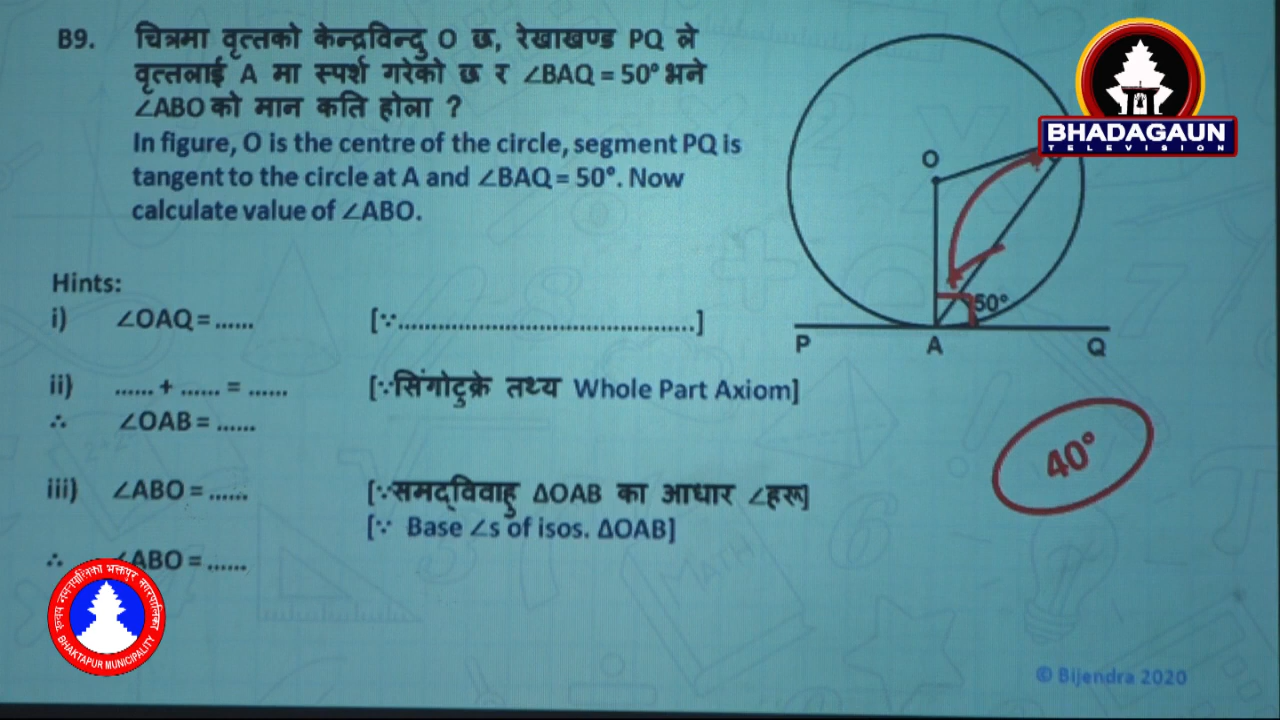 B9. चित्रमा वृत्तको केन्द्रविन्दु O छ, रेखाखण्ड PQ ले
वृत्तलाई A मा स्पर्श गरेको छ र ∠BAQ = 50° भने
∠ABO को मान कति होला ?
In figure, O is the centre of the circle, segment PQ is
tangent to the circle at A and ∠BAQ = 50°. Now
calculate value of ∠ABO.
Hints:
i) ∠OAQ = ...... [∵ ............................................]
ii) ...... + ...... = ...... [∵सिंगोटुक्रे तथ्य Whole Part Axiom]
∴ ∠OAB = ......
iii) ∠ABO = ...... [∵समद्विवाहु ΔOAB का आधार ∠हरू]
[∵ Base ∠s of isos. ΔOAB]
∴ ∠ABO = ......
O
50°
P A Q
40°
BHADAGAUN
TELEVISION
भक्तपुर नगरपालिका
BHAKTAPUR MUNICIPALITY
© Bijendra 2020